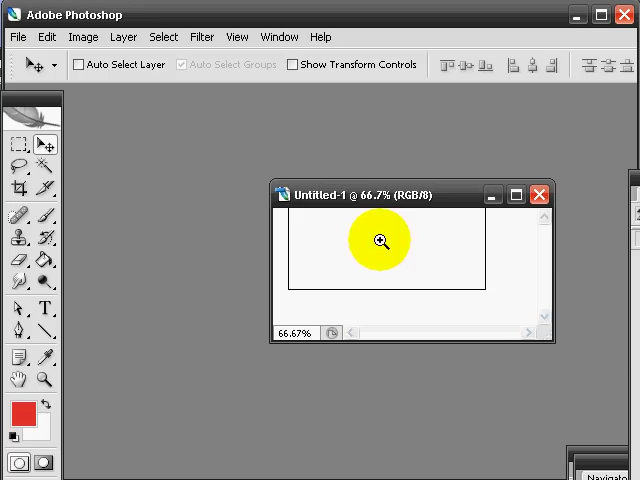 Adobe Photoshop
File Edit Image Layer Select Filter View Window Help
Auto Select Layer Auto Select Groups Show Transform Controls
Untitled-1 @ 66.7% (RGB/8)
66.67%
Navigator